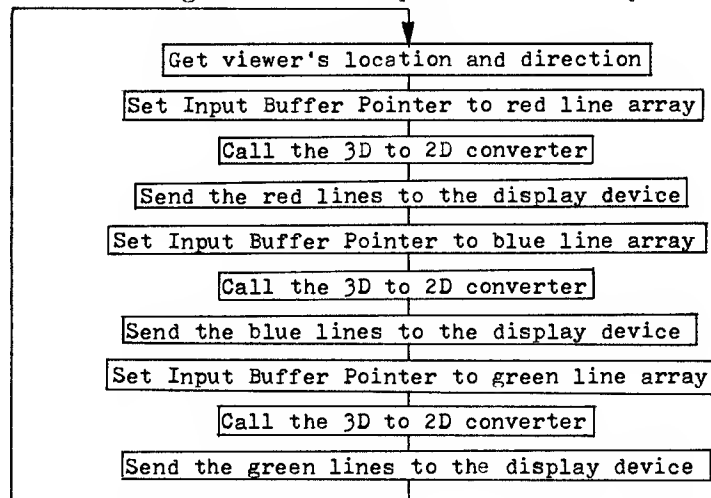 Get viewer's location and direction
Set Input Buffer Pointer to red line array
Call the 3D to 2D converter
Send the red lines to the display device
Set Input Buffer Pointer to blue line array
Call the 3D to 2D converter
Send the blue lines to the display device
Set Input Buffer Pointer to green line array
Call the 3D to 2D converter
Send the green lines to the display device